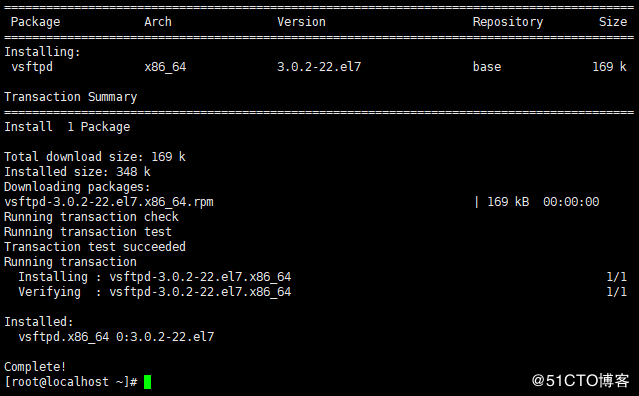 ================================================================================
 Package           Arch             Version                    Repository      Size
================================================================================
Installing:
 vsftpd            x86_64           3.0.2-22.el7               base           169 k

Transaction Summary
================================================================================
Install  1 Package

Total download size: 169 k
Installed size: 348 k
Downloading packages:
vsftpd-3.0.2-22.el7.x86_64.rpm                             | 169 kB  00:00:00
Running transaction check
Running transaction test
Transaction test succeeded
Running transaction
  Installing : vsftpd-3.0.2-22.el7.x86_64                                      1/1
  Verifying  : vsftpd-3.0.2-22.el7.x86_64                                      1/1

Installed:
  vsftpd.x86_64 0:3.0.2-22.el7

Complete!
[root@localhost ~]#
@51CTO博客